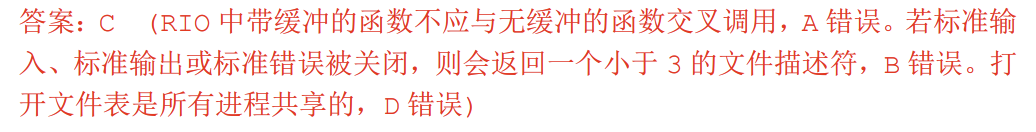 答案：C （RIO 中带缓冲的函数不应与无缓冲的函数交叉调用，A 错误。若标准输
入、标准输出或标准错误被关闭，则会返回一个小于 3 的文件描述符，B 错误。打
开文件表是所有进程共享的，D 错误)